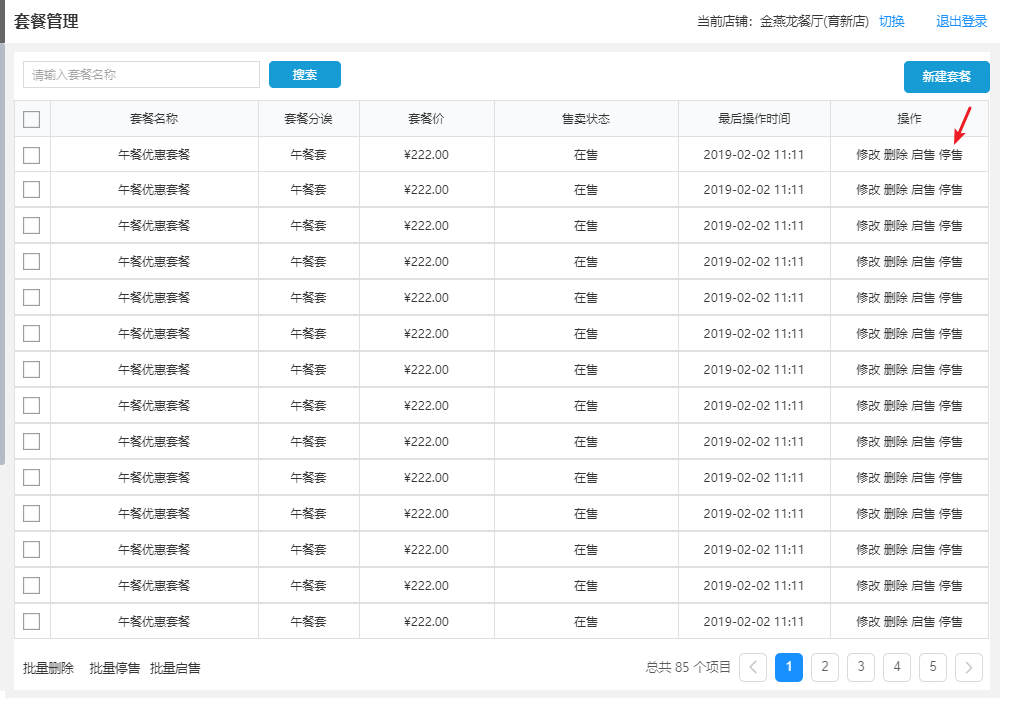 套餐管理 当前店铺：金燕龙餐厅(育新店) 切换 退出登录
请输入套餐名称 搜索 新建套餐
套餐名称 套餐分误 套餐价 售卖状态 最后操作时间 操作
午餐优惠套餐 午餐套 ¥222.00 在售 2019-02-02 11:11 修改 删除 启售 停售
午餐优惠套餐 午餐套 ¥222.00 在售 2019-02-02 11:11 修改 删除 启售 停售
午餐优惠套餐 午餐套 ¥222.00 在售 2019-02-02 11:11 修改 删除 启售 停售
午餐优惠套餐 午餐套 ¥222.00 在售 2019-02-02 11:11 修改 删除 启售 停售
午餐优惠套餐 午餐套 ¥222.00 在售 2019-02-02 11:11 修改 删除 启售 停售
午餐优惠套餐 午餐套 ¥222.00 在售 2019-02-02 11:11 修改 删除 启售 停售
午餐优惠套餐 午餐套 ¥222.00 在售 2019-02-02 11:11 修改 删除 启售 停售
午餐优惠套餐 午餐套 ¥222.00 在售 2019-02-02 11:11 修改 删除 启售 停售
午餐优惠套餐 午餐套 ¥222.00 在售 2019-02-02 11:11 修改 删除 启售 停售
午餐优惠套餐 午餐套 ¥222.00 在售 2019-02-02 11:11 修改 删除 启售 停售
午餐优惠套餐 午餐套 ¥222.00 在售 2019-02-02 11:11 修改 删除 启售 停售
午餐优惠套餐 午餐套 ¥222.00 在售 2019-02-02 11:11 修改 删除 启售 停售
午餐优惠套餐 午餐套 ¥222.00 在售 2019-02-02 11:11 修改 删除 启售 停售
午餐优惠套餐 午餐套 ¥222.00 在售 2019-02-02 11:11 修改 删除 启售 停售
批量删除 批量停售 批量启售 总共 85 个项目 1 2 3 4 5